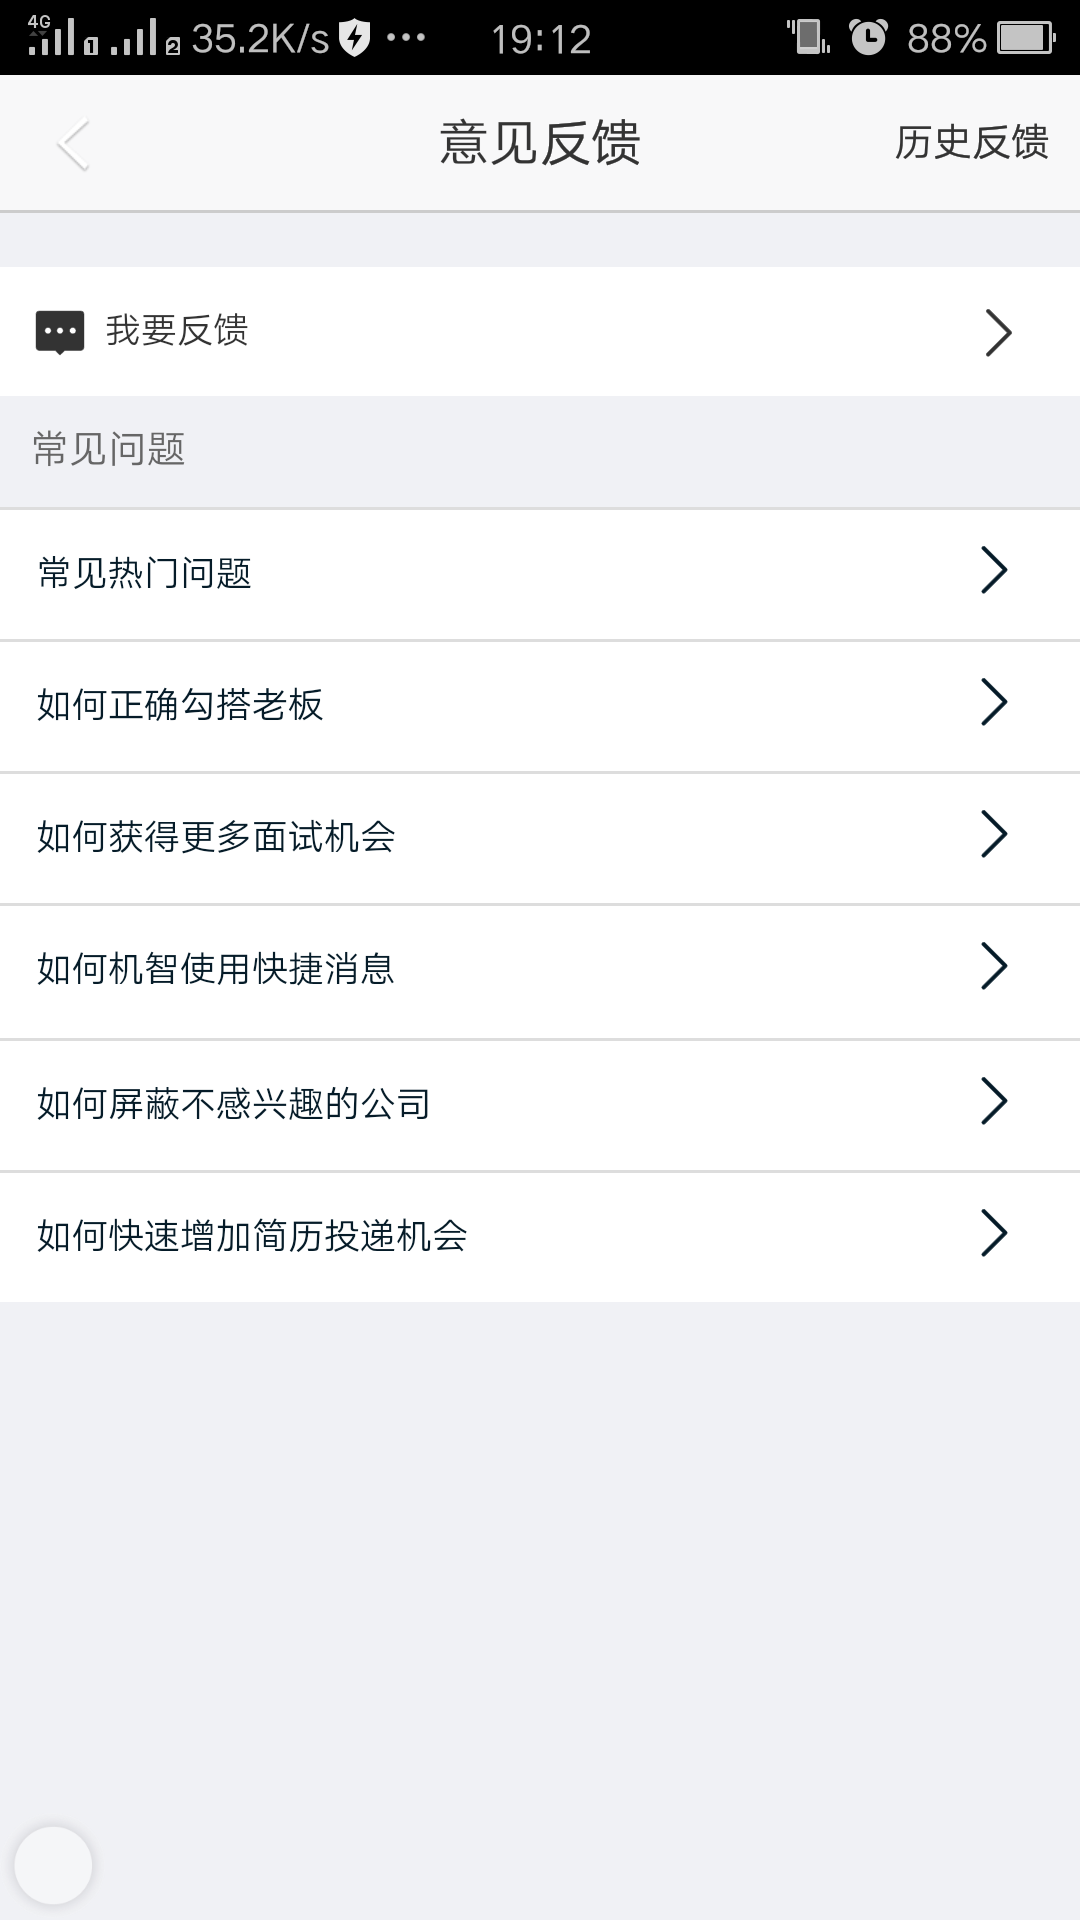 4G 1 2 35.2K/s 19:12 88%
意见反馈 历史反馈
我要反馈
常见问题
常见热门问题
如何正确勾搭老板
如何获得更多面试机会
如何机智使用快捷消息
如何屏蔽不感兴趣的公司
如何快速增加简历投递机会